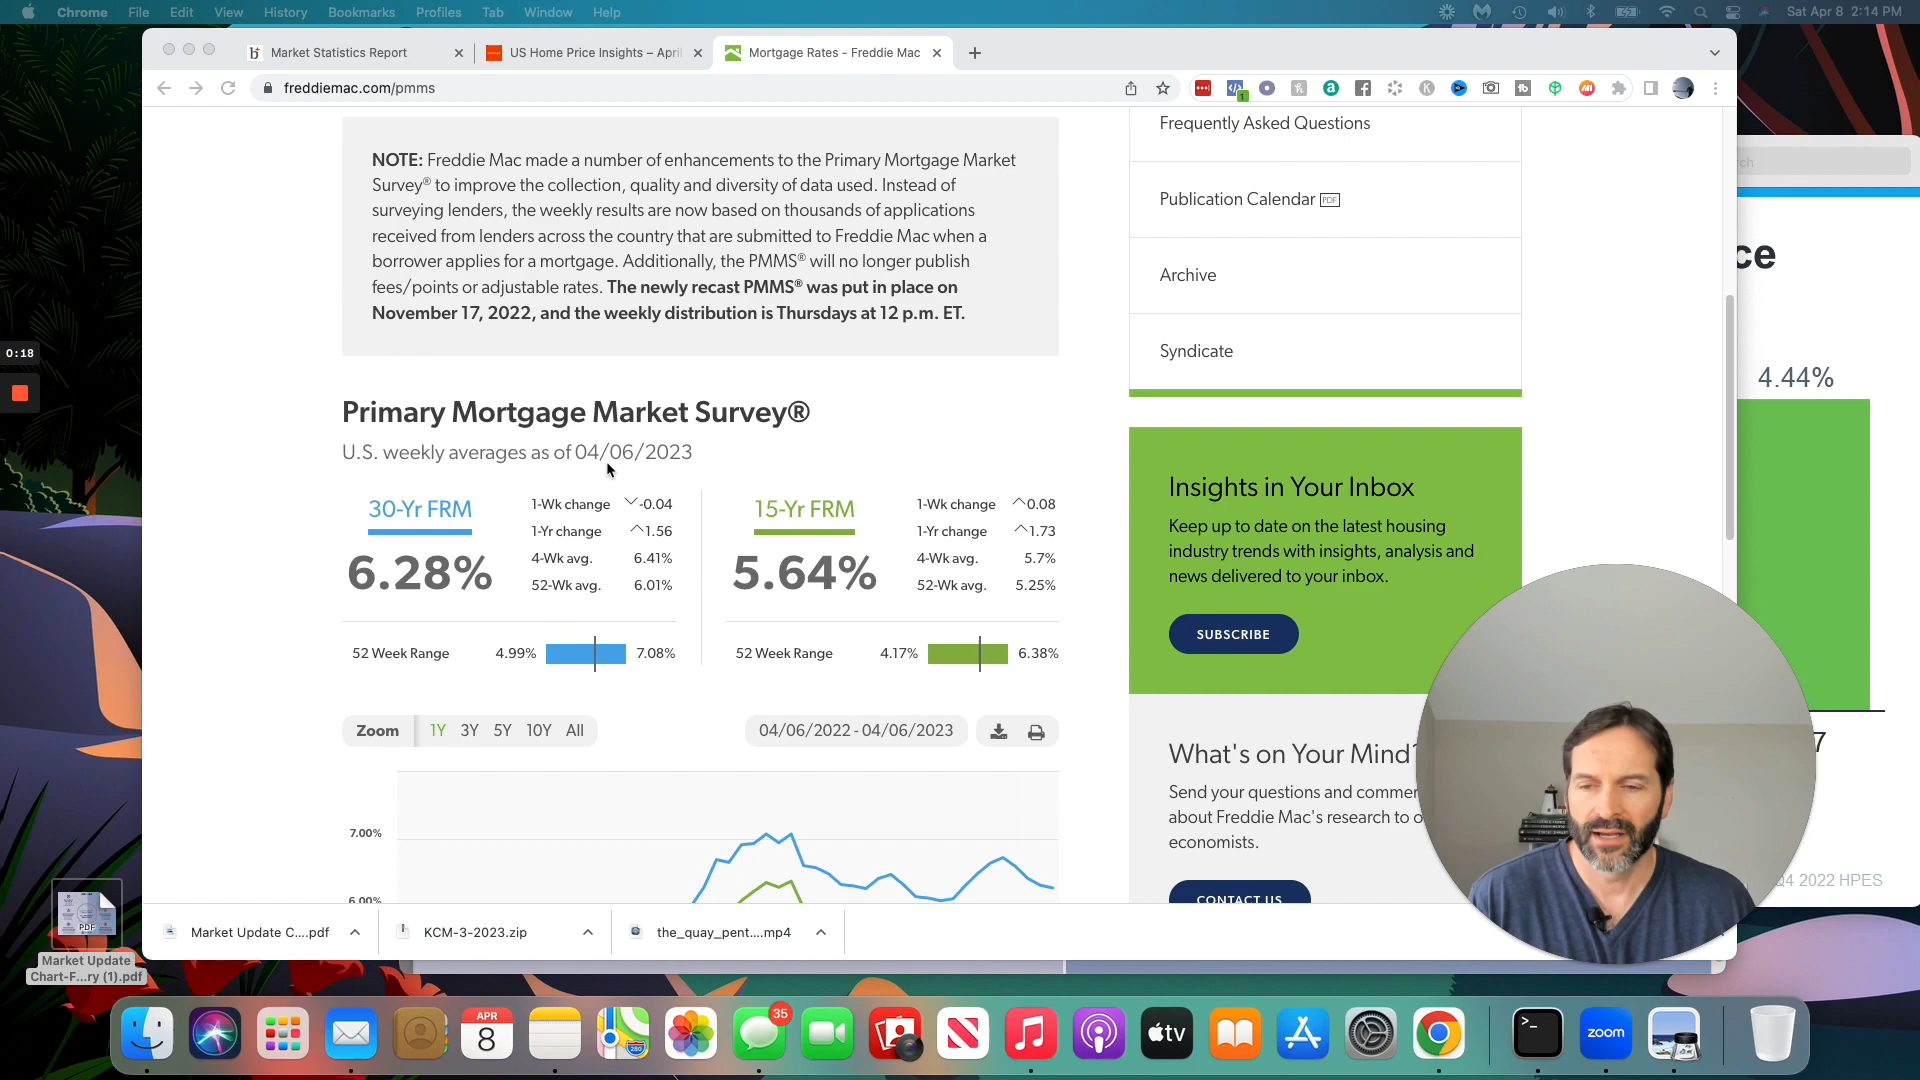 Chrome File Edit View History Bookmarks Profiles Tab Window Help
Sat Apr 8 2:14 PM
Market Statistics Report
US Home Price Insights – April
Mortgage Rates - Freddie Mac
freddiemac.com/pmms
NOTE: Freddie Mac made a number of enhancements to the Primary Mortgage Market
Survey® to improve the collection, quality and diversity of data used. Instead of
surveying lenders, the weekly results are now based on thousands of applications
received from lenders across the country that are submitted to Freddie Mac when a
borrower applies for a mortgage. Additionally, the PMMS® will no longer publish
fees/points or adjustable rates. The newly recast PMMS® was put in place on
November 17, 2022, and the weekly distribution is Thursdays at 12 p.m. ET.
Frequently Asked Questions
Publication Calendar PDF
Archive
Syndicate
0:18
Primary Mortgage Market Survey®
U.S. weekly averages as of 04/06/2023
30-Yr FRM
6.28%
1-Wk change -0.04
1-Yr change 1.56
4-Wk avg. 6.41%
52-Wk avg. 6.01%
52 Week Range 4.99% 7.08%
15-Yr FRM
5.64%
1-Wk change 0.08
1-Yr change 1.73
4-Wk avg. 5.7%
52-Wk avg. 5.25%
52 Week Range 4.17% 6.38%
Zoom 1Y 3Y 5Y 10Y All
04/06/2022 - 04/06/2023
7.00%
6.00%
Insights in Your Inbox
Keep up to date on the latest housing
industry trends with insights, analysis and
news delivered to your inbox.
SUBSCRIBE
What's on Your Mind?
Send your questions and commen
about Freddie Mac's research to o
economists.
CONTACT US
rch
ce
4.44%
7
Q4 2022 HPES
Market Update C....pdf
KCM-3-2023.zip
the_quay_pent....mp4
PDF
Market Update
Chart-F...ry (1).pdf
APR
8
280
35
tv
zoom